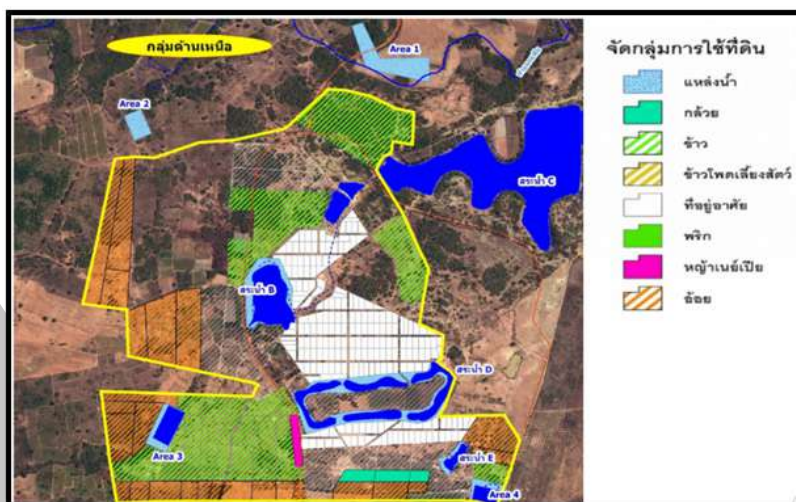 กลุ่มด้านเหนือ
Area 1
Area 2
สระน้ำ C
สระน้ำ B
สระน้ำ D
Area 3
สระน้ำ E
Area 4
จัดกลุ่มการใช้ที่ดิน
แหล่งน้ำ
กล้วย
ข้าว
ข้าวโพดเลี้ยงสัตว์
ที่อยู่อาศัย
พริก
หญ้าเนย์เปีย
อ้อย